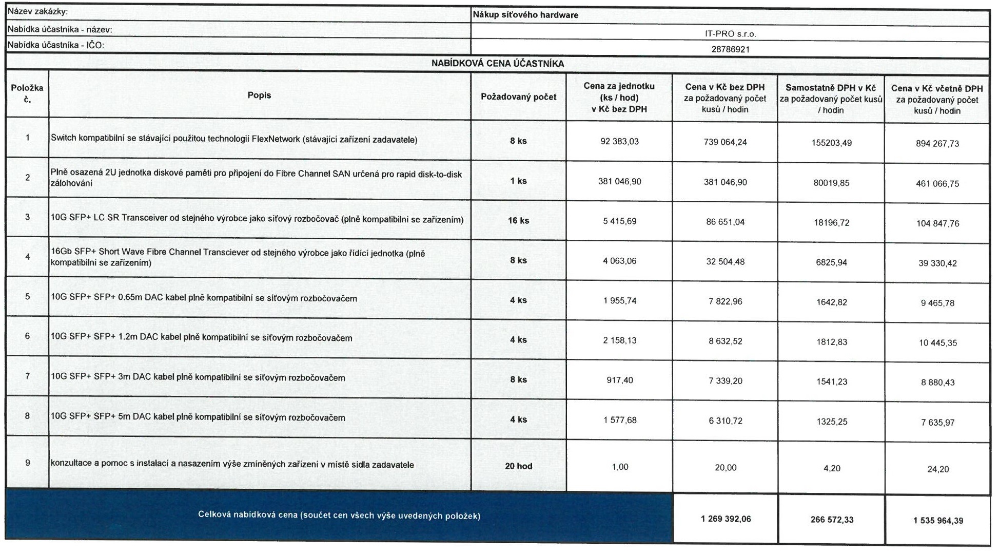 Název zakázky:
Nákup síťového hardware
Nabídka účastníka - název:
IT-PRO s.r.o.
Nabídka účastníka - IČO:
28786921
NABÍDKOVÁ CENA ÚČASTNÍKA
Položka
č.
Popis
Požadovaný počet
Cena za jednotku
(ks / hod)
v Kč bez DPH
Cena v Kč bez DPH
za požadovaný počet
kusů / hodin
Samostatně DPH v Kč
za požadovaný počet kusů
/ hodin
Cena v Kč včetně DPH
za požadovaný počet
kusů / hodin
1
Switch kompatibilní se stávající použitou technologií FlexNetwork (stávající zařízení zadavatele)
8 ks
92 383,03
739 064,24
155203,49
894 267,73
2
Plně osazená 2U jednotka diskové paměti pro připojení do Fibre Channel SAN určená pro rapid disk-to-disk
zálohování
1 ks
381 046,90
381 046,90
80019,85
461 066,75
3
10G SFP+ LC SR Transceiver od stejného výrobce jako síťový rozbočovač (plně kompatibilní se zařízením)
16 ks
5 415,69
86 651,04
18196,72
104 847,76
4
16Gb SFP+ Short Wave Fibre Channel Transciever od stejného výrobce jako řídící jednotka (plně
kompatibilní se zařízením)
8 ks
4 063,06
32 504,48
6825,94
39 330,42
5
10G SFP+ SFP+ 0.65m DAC kabel plně kompatibilní se síťovým rozbočovačem
4 ks
1 955,74
7 822,96
1642,82
9 465,78
6
10G SFP+ SFP+ 1.2m DAC kabel plně kompatibilní se síťovým rozbočovačem
4 ks
2 158,13
8 632,52
1812,83
10 445,35
7
10G SFP+ SFP+ 3m DAC kabel plně kompatibilní se síťovým rozbočovačem
8 ks
917,40
7 339,20
1541,23
8 880,43
8
10G SFP+ SFP+ 5m DAC kabel plně kompatibilní se síťovým rozbočovačem
4 ks
1 577,68
6 310,72
1325,25
7 635,97
9
konzultace a pomoc s instalací a nasazením výše zmíněných zařízení v místě sídla zadavatele
20 hod
1,00
20,00
4,20
24,20
Celková nabídková cena (součet cen všech výše uvedených položek)
1 269 392,06
266 572,33
1 535 964,39